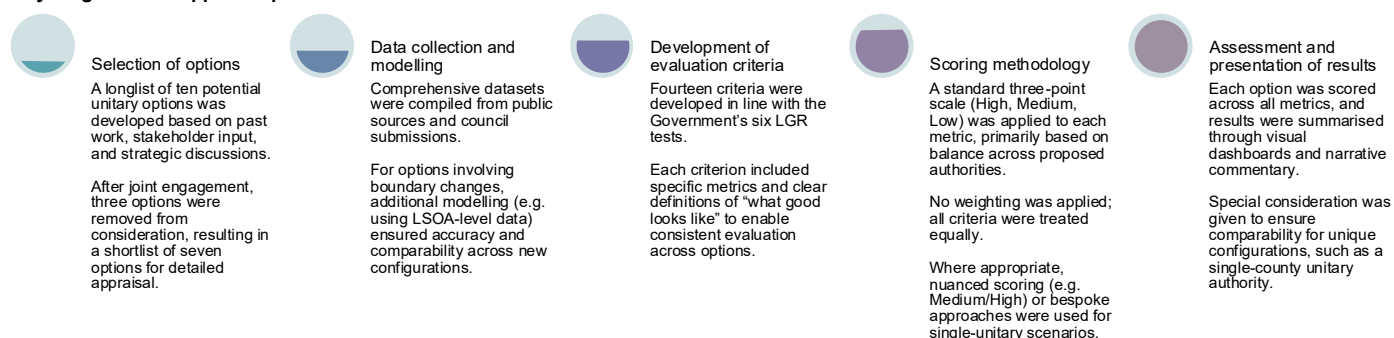 Selection of options
A longlist of ten potential
unitary options was
developed based on past
work, stakeholder input,
and strategic discussions.
After joint engagement,
three options were
removed from
consideration, resulting in
a shortlist of seven
options for detailed
appraisal.
Data collection and
modelling
Comprehensive datasets
were compiled from public
sources and council
submissions.
For options involving
boundary changes,
additional modelling (e.g.
using LSOA-level data)
ensured accuracy and
comparability across new
configurations.
Development of
evaluation criteria
Fourteen criteria were
developed in line with the
Government's six LGR
tests.
Each criterion included
specific metrics and clear
definitions of “what good
looks like” to enable
consistent evaluation
across options.
Scoring methodology
A standard three-point
scale (High, Medium,
Low) was applied to each
metric, primarily based on
balance across proposed
authorities.
No weighting was applied;
all criteria were treated
equally.
Where appropriate,
nuanced scoring (e.g.
Medium/High) or bespoke
approaches were used for
single-unitary scenarios.
Assessment and
presentation of results
Each option was scored
across all metrics, and
results were summarised
through visual
dashboards and narrative
commentary.
Special consideration was
given to ensure
comparability for unique
configurations, such as a
single-county unitary
authority.